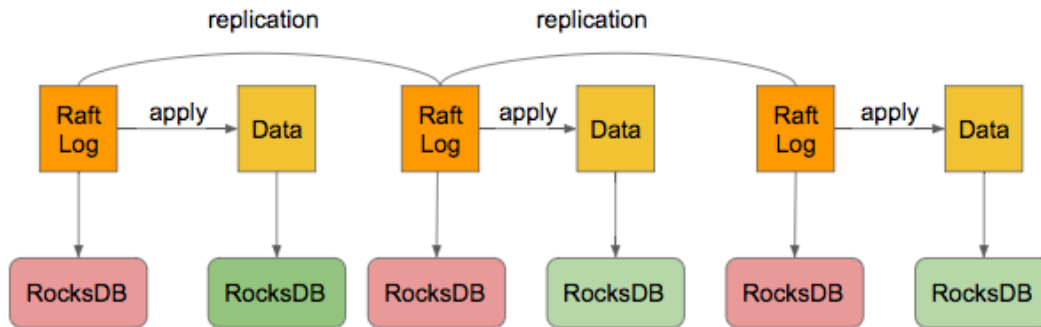 replication
replication
Raft
Log
apply
Data
Raft
Log
apply
Data
Raft
Log
apply
Data
RocksDB
RocksDB
RocksDB
RocksDB
RocksDB
RocksDB